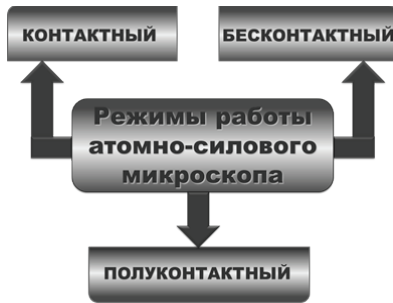 КОНТАКТНЫЙ
БЕСКОНТАКТНЫЙ
Режимы работы
атомно-силового
микроскопа
ПОЛУКОНТАКТНЫЙ